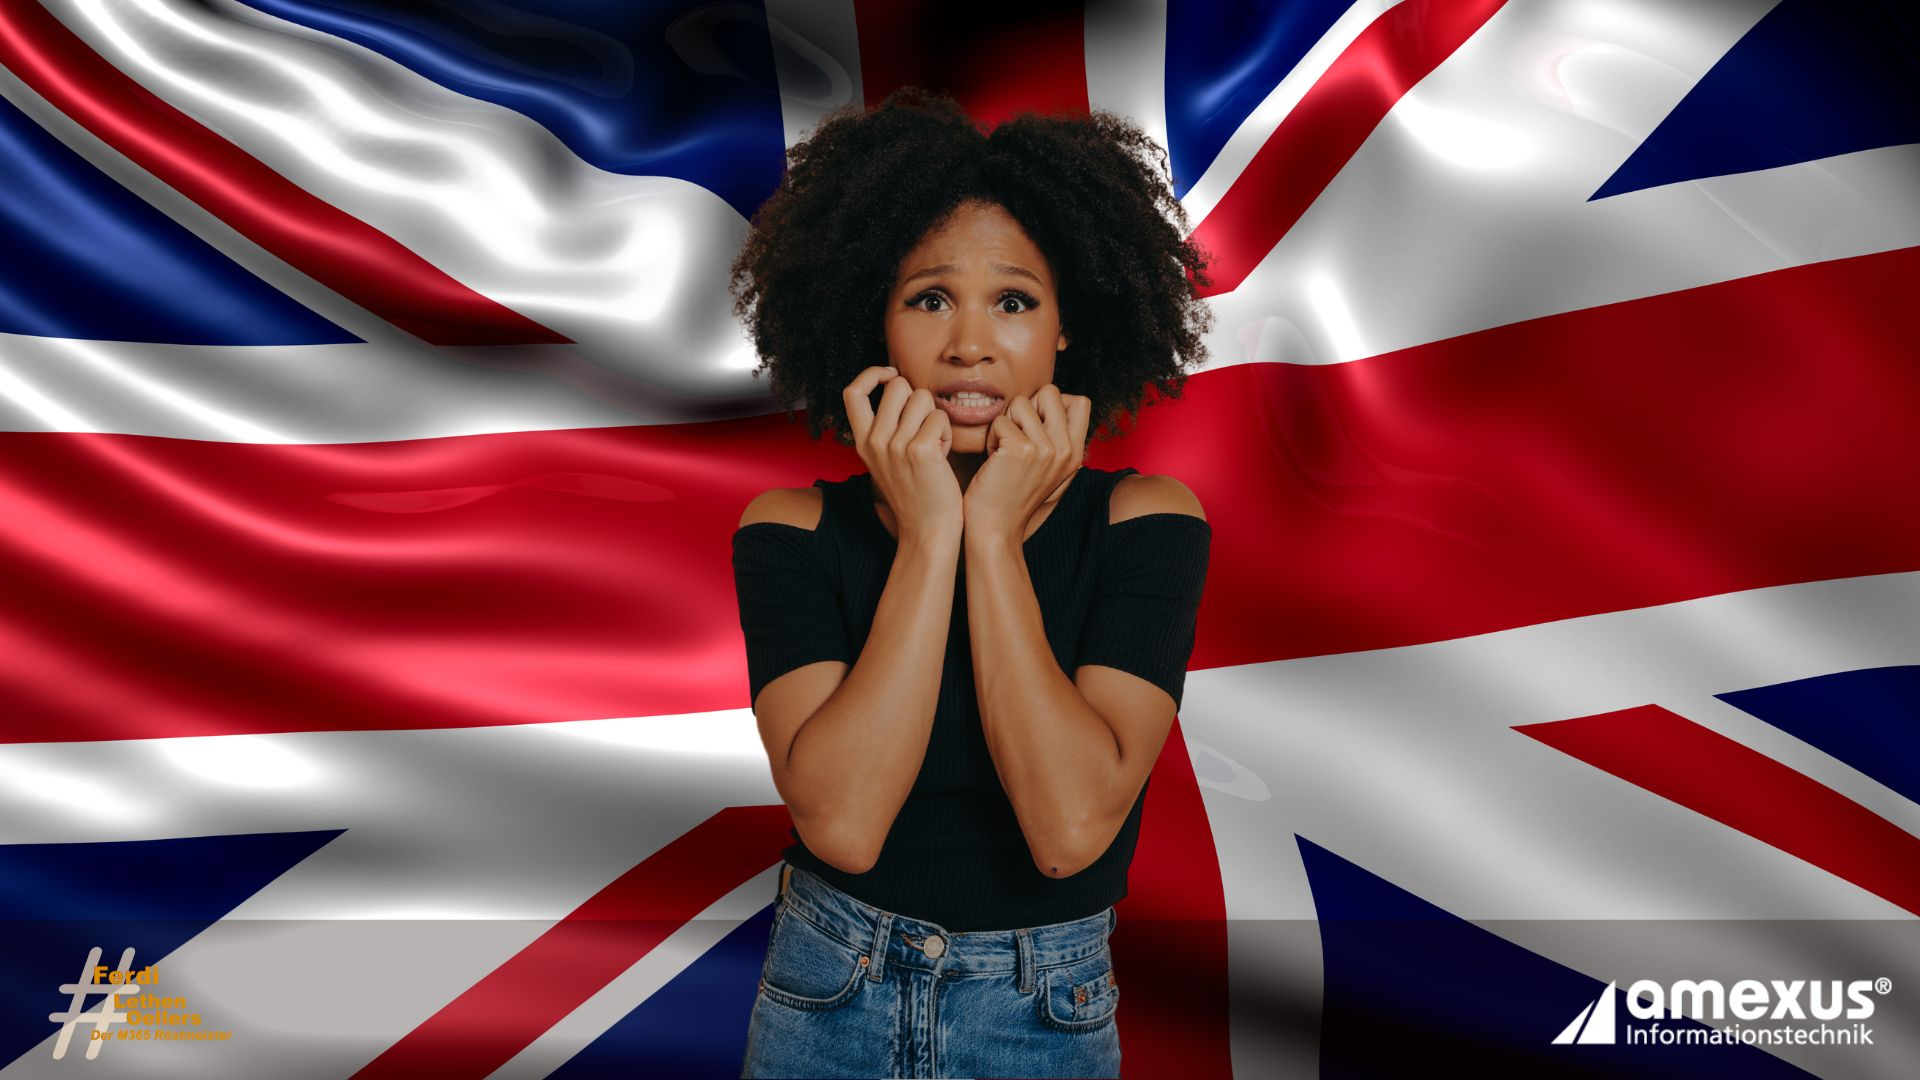 #Ferdi
Lethen
Oellers
Der M365 Röstmeister
amexus®
Informationstechnik